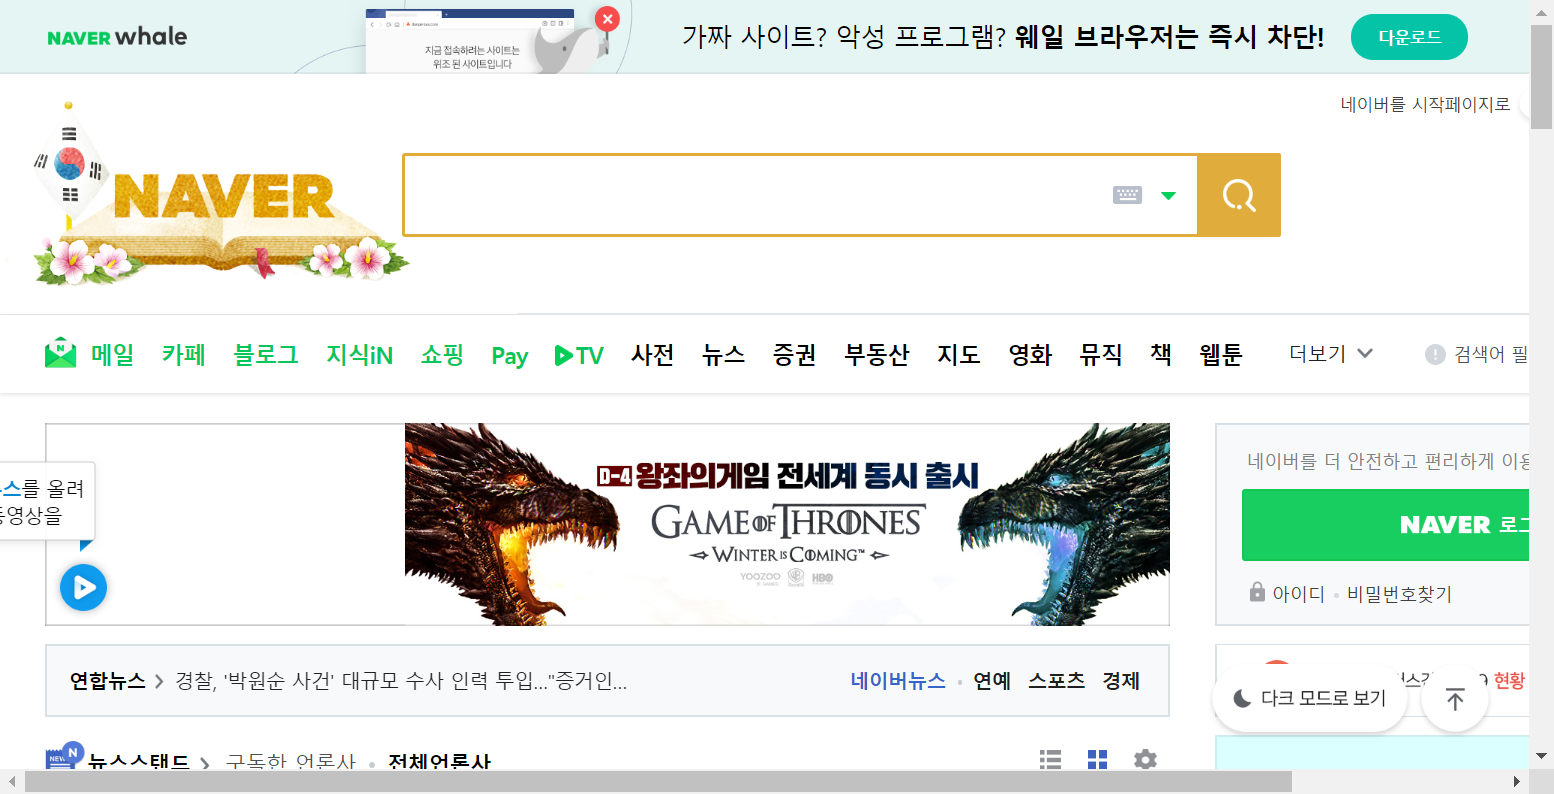 NAVER whale
지금 접속하려는 사이트는
위조 된 사이트입니다
가짜 사이트? 악성 프로그램? 웨일 브라우저는 즉시 차단!
다운로드
네이버를 시작페이지로
NAVER
메일 카페 블로그 지식iN 쇼핑 Pay TV 사전 뉴스 증권 부동산 지도 영화 뮤직 책 웹툰 더보기 검색어 필
D-4 왕좌의게임 전세계 동시 출시
GAME OF THRONES
WINTER IS COMING™
YOOZOO GAMES HBO
스를 올려
동영상을
네이버를 더 안전하고 편리하게 이용
NAVER 로그
아이디 비밀번호찾기
연합뉴스 경찰, '박원순 사건' 대규모 수사 인력 투입..."증거인...
네이버뉴스 연예 스포츠 경제
현황
다크 모드로 보기
NEWS N 뉴스스탠드 구독한 언론사 전체언론사